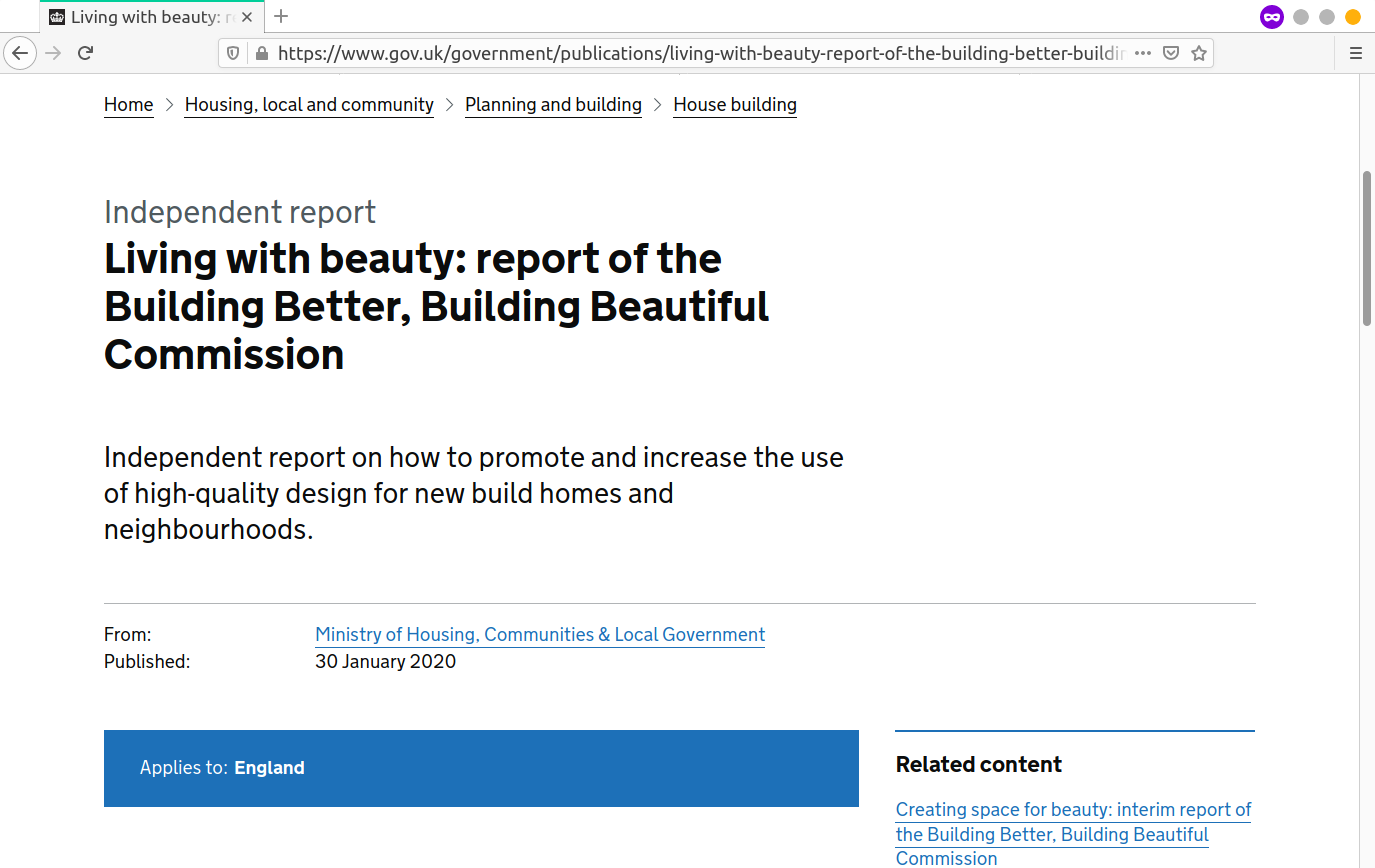 Living with beauty: r
https://www.gov.uk/government/publications/living-with-beauty-report-of-the-building-better-buildin
Home > Housing, local and community > Planning and building > House building
Independent report
Living with beauty: report of the
Building Better, Building Beautiful
Commission
Independent report on how to promote and increase the use
of high-quality design for new build homes and
neighbourhoods.
From: Ministry of Housing, Communities & Local Government
Published: 30 January 2020
Applies to: England
Related content
Creating space for beauty: interim report of
the Building Better, Building Beautiful
Commission